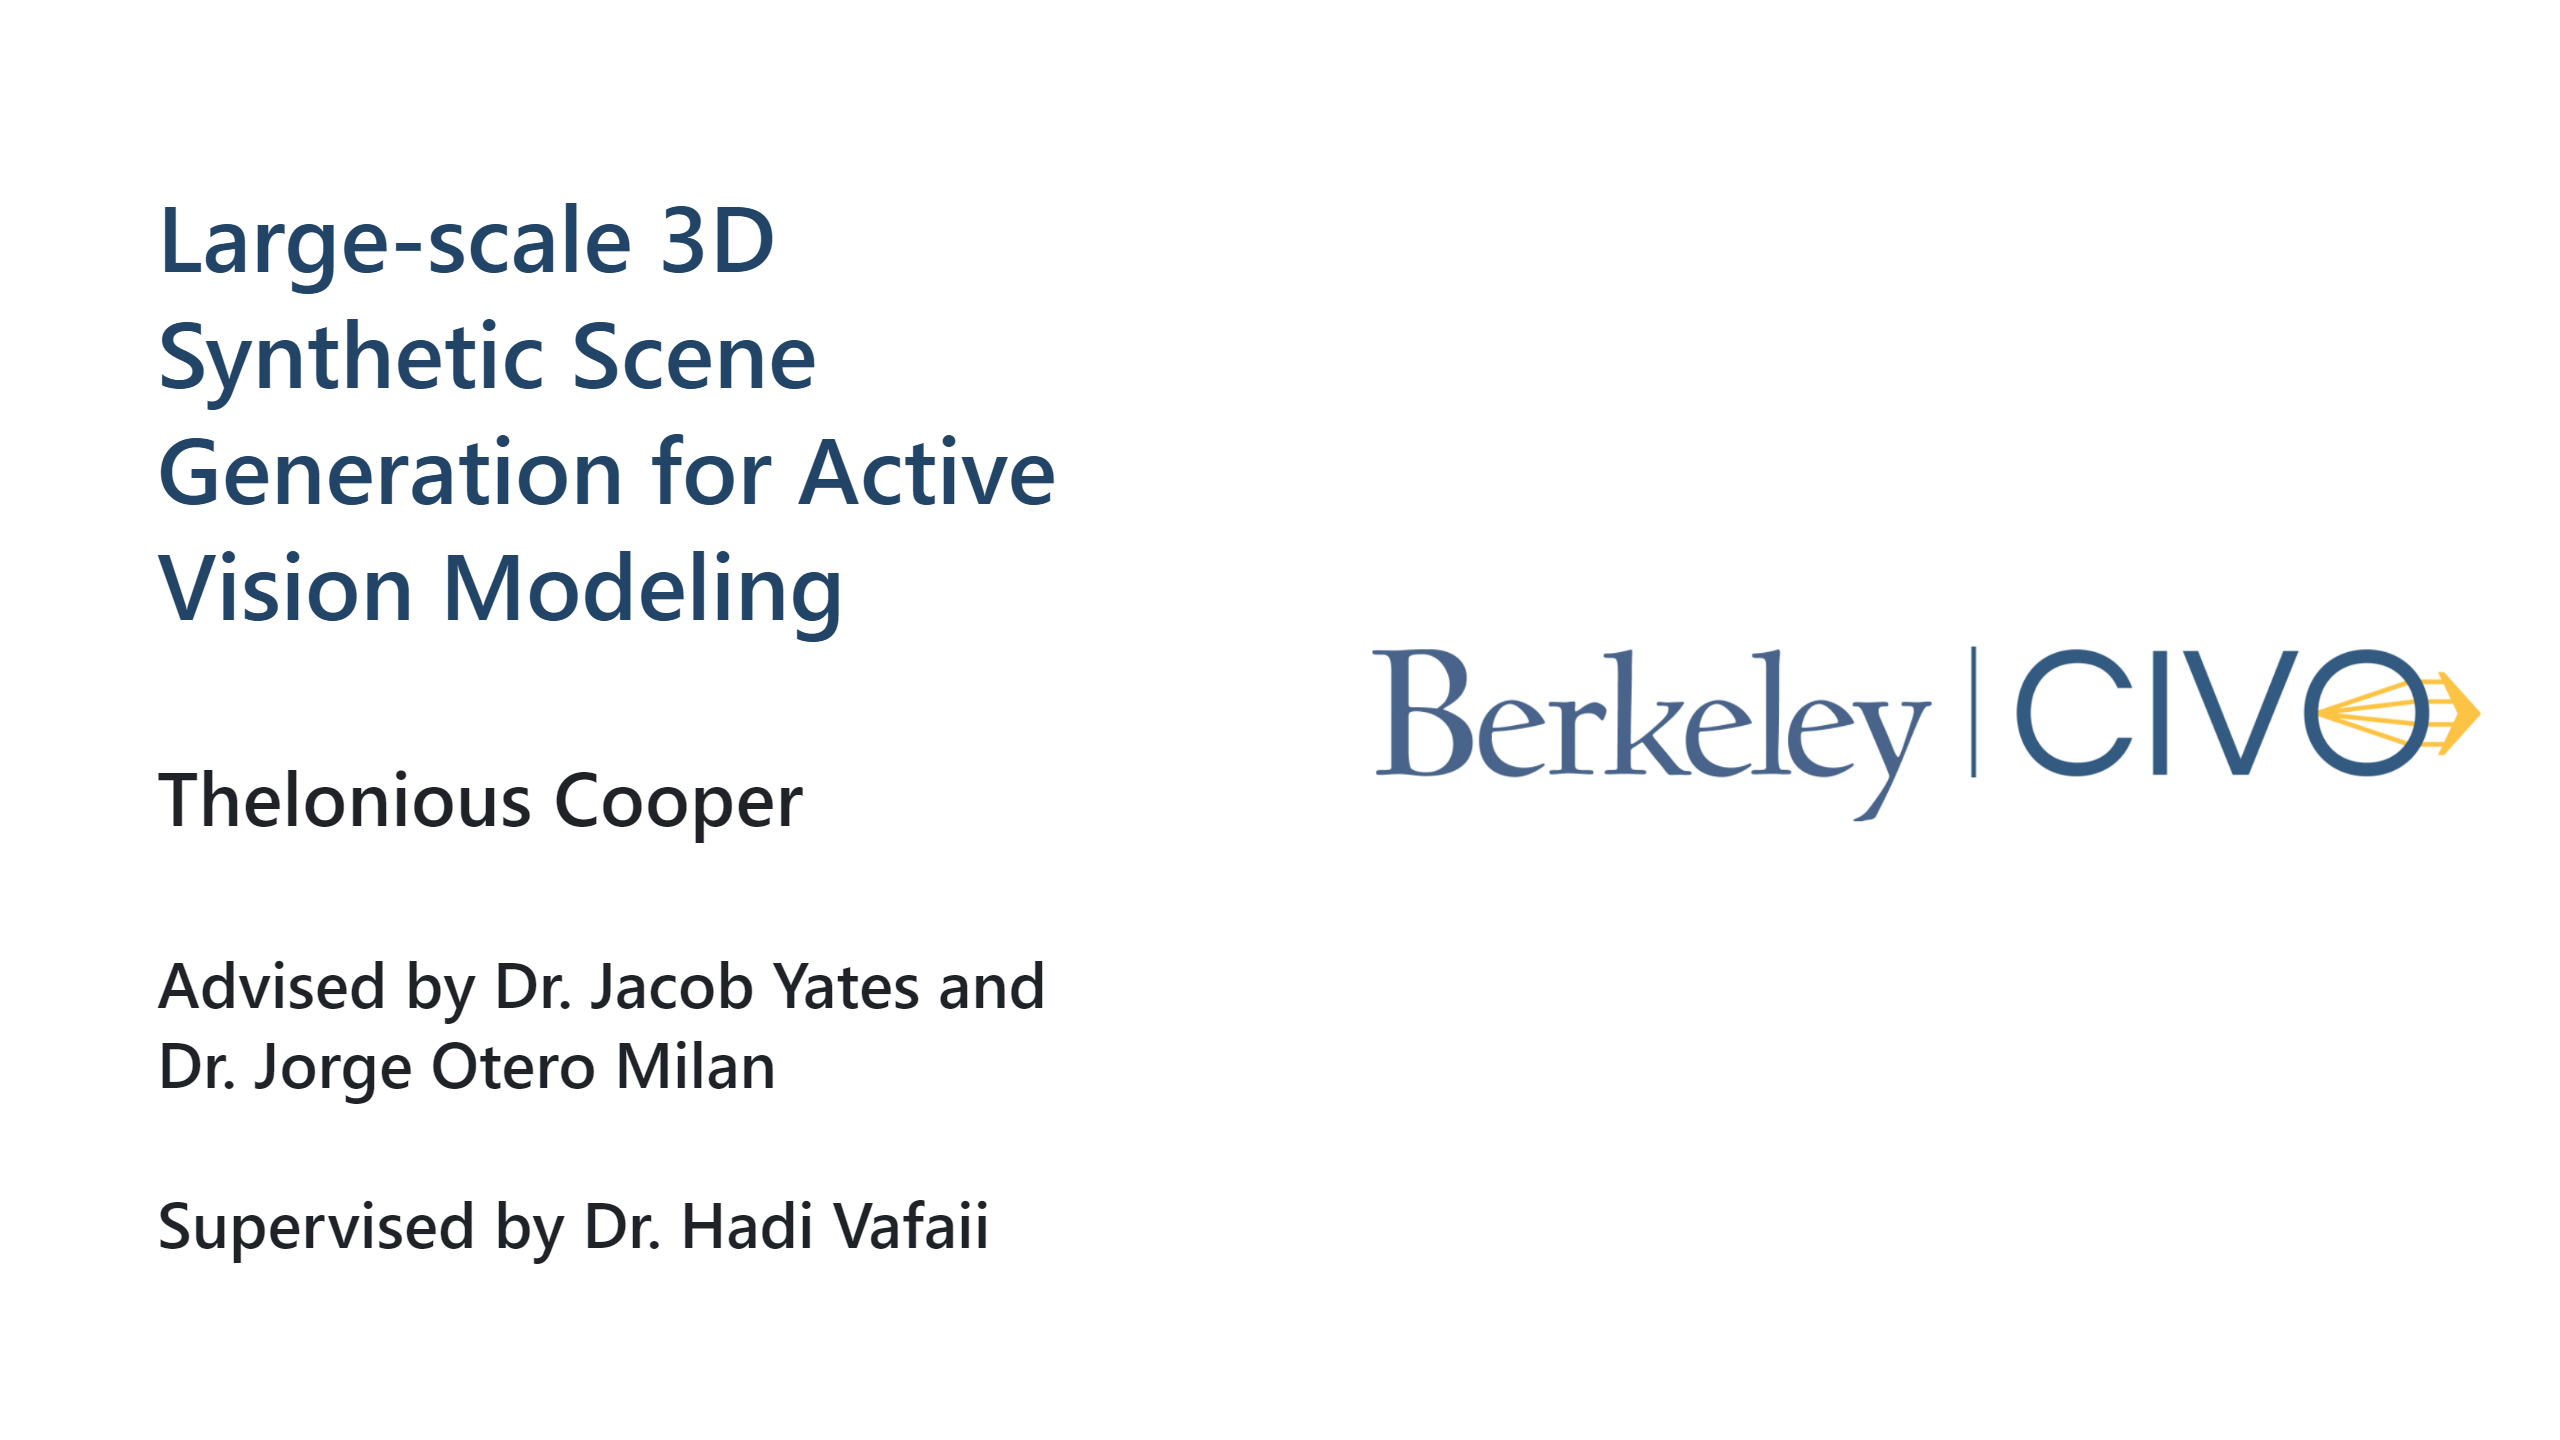 Large-scale 3D
Synthetic Scene
Generation for Active
Vision Modeling
Thelonious Cooper
Advised by Dr. Jacob Yates and
Dr. Jorge Otero Milan
Supervised by Dr. Hadi Vafaii
Berkeley | CIVO